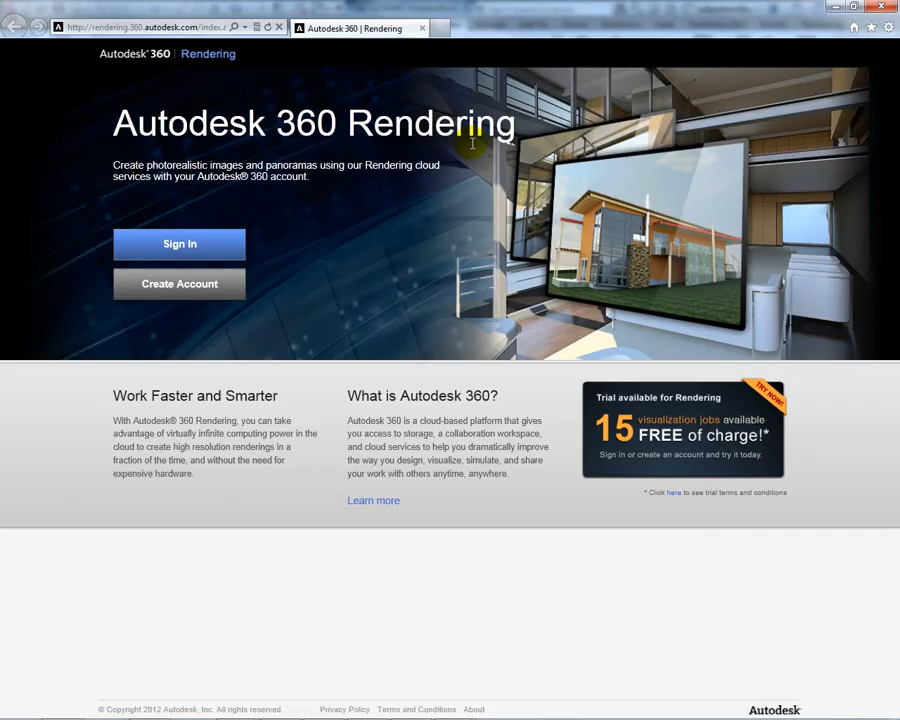 http://rendering.360.autodesk.com/index.a
Autodesk 360 | Rendering
Autodesk® 360 | Rendering
Autodesk 360 Rendering
Create photorealistic images and panoramas using our Rendering cloud
services with your Autodesk® 360 account.
Sign In
Create Account
Work Faster and Smarter
With Autodesk® 360 Rendering, you can take
advantage of virtually infinite computing power in the
cloud to create high resolution renderings in a
fraction of the time, and without the need for
expensive hardware.
What is Autodesk 360?
Autodesk 360 is a cloud-based platform that gives
you access to storage, a collaboration workspace,
and cloud services to help you dramatically improve
the way you design, visualize, simulate, and share
your work with others anytime, anywhere.
Learn more
Trial available for Rendering
TRY NOW!
15 visualization jobs available
FREE of charge!*
Sign in or create an account and try it today.
* Click here to see trial terms and conditions
© Copyright 2012 Autodesk, Inc. All rights reserved.
Privacy Policy Terms and Conditions About
Autodesk